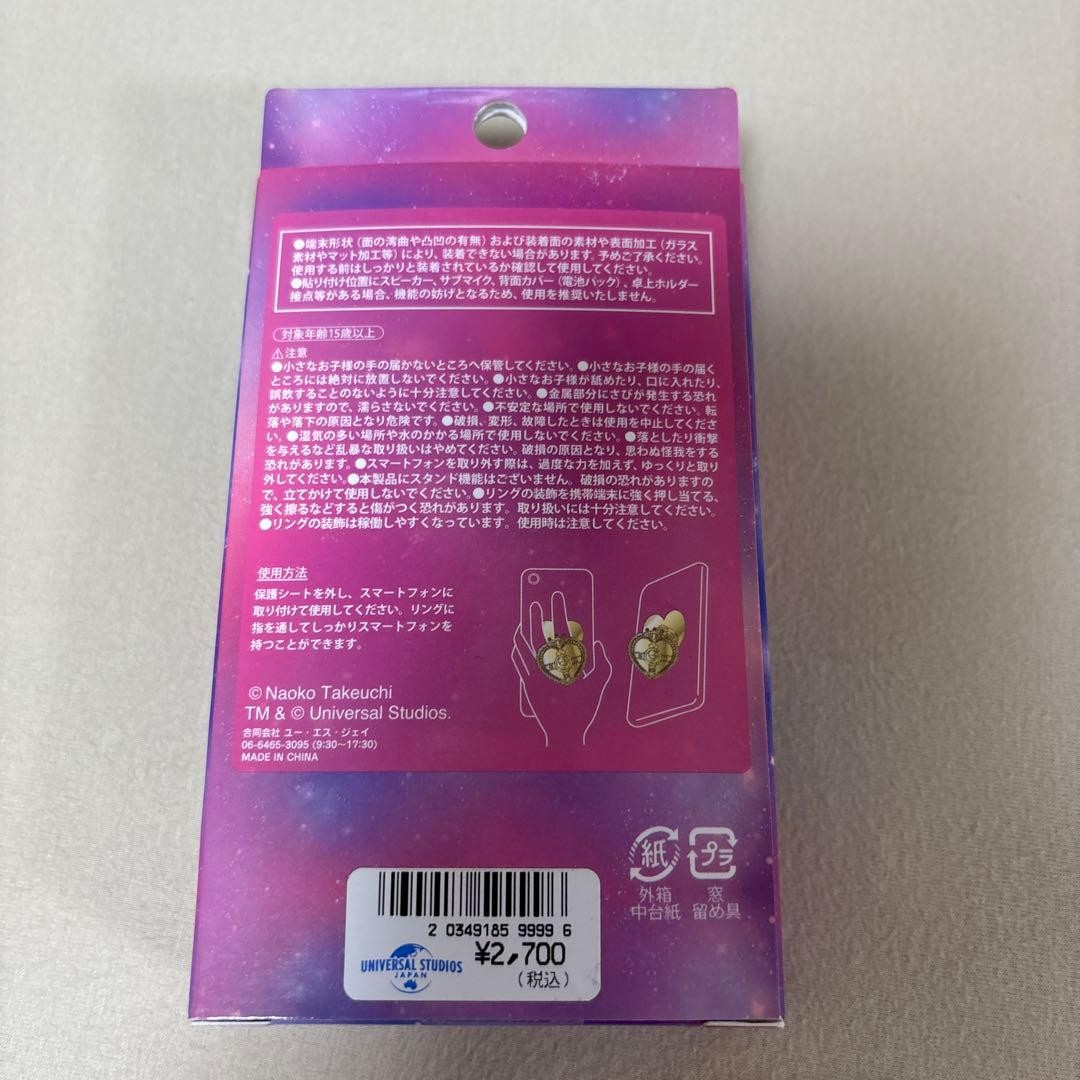 ●端末形状（面の湾曲や凸凹の有無）および装着面の素材や表面加工（ガラス
素材やマット加工等）により、装着できない場合があります。予めご了承ください。
使用する前はしっかりと装着されているか確認して使用してください。
●貼り付け位置にスピーカー、サブマイク、背面カバー（電池パック）、卓上ホルダー
接点等がある場合、機能の妨げとなるため、使用を推奨いたしません。
対象年齢15歳以上
⚠注意
●小さなお子様の手の届かないところへ保管してください。●小さなお子様の手の届く
ところには絶対に放置しないでください。●小さなお子様が舐めたり、口に入れたり、
誤飲することのないように十分注意してください。●金属部分にさびが発生する恐れ
がありますので、濡らさないでください。●不安定な場所で使用しないでください。転
落や落下の原因となり危険です。●破損、変形、故障したときは使用を中止してくださ
い。●湿気の多い場所や水のかかる場所で使用しないでください。●落としたり衝撃
を与えるなど乱暴な取り扱いはやめてください。破損の原因となり、思わぬ怪我をする
恐れがあります。●スマートフォンを取り外す際は、過度な力を加えず、ゆっくりと取り
外してください。●本製品にスタンド機能はございません。破損の恐れがありますの
で、立てかけて使用しないでください。●リングの装飾を携帯端末に強く押し当てる、
強く擦るなどすると傷がつく恐れがあります。取り扱いには十分注意してください。
●リングの装飾は稼働しやすくなっています。使用時は注意してください。
使用方法
保護シートを外し、スマートフォンに
取り付けて使用してください。リングに
指を通してしっかりスマートフォンを
持つことができます。
© Naoko Takeuchi
TM & © Universal Studios.
合同会社 ユー・エス・ジェイ
06-6465-3095（9:30〜17:30）
MADE IN CHINA
紙 プラ
外箱 窓
中台紙 留め具
2 0349185 9999 6
UNIVERSAL STUDIOS
JAPAN
¥2,700
（税込）